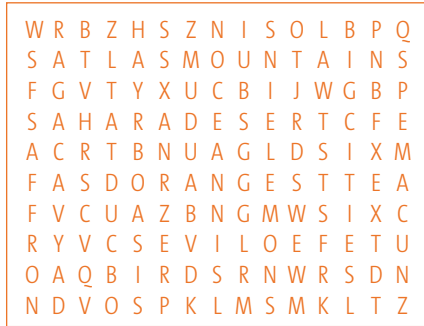 W R B Z H S Z N I S O L B P Q
S A T L A S M O U N T A I N S
F G V T Y X U C B I J W G B P
S A H A R A D E S E R T C F E
A C R T B N U A G L D S I X M
F A S D O R A N G E S T T E A
F V C U A Z B N G M W S I X C
R Y V C S E V I L O E F E T U
O A Q B I R D S R N W R S D N
N D V O S P K L M S M K L T Z